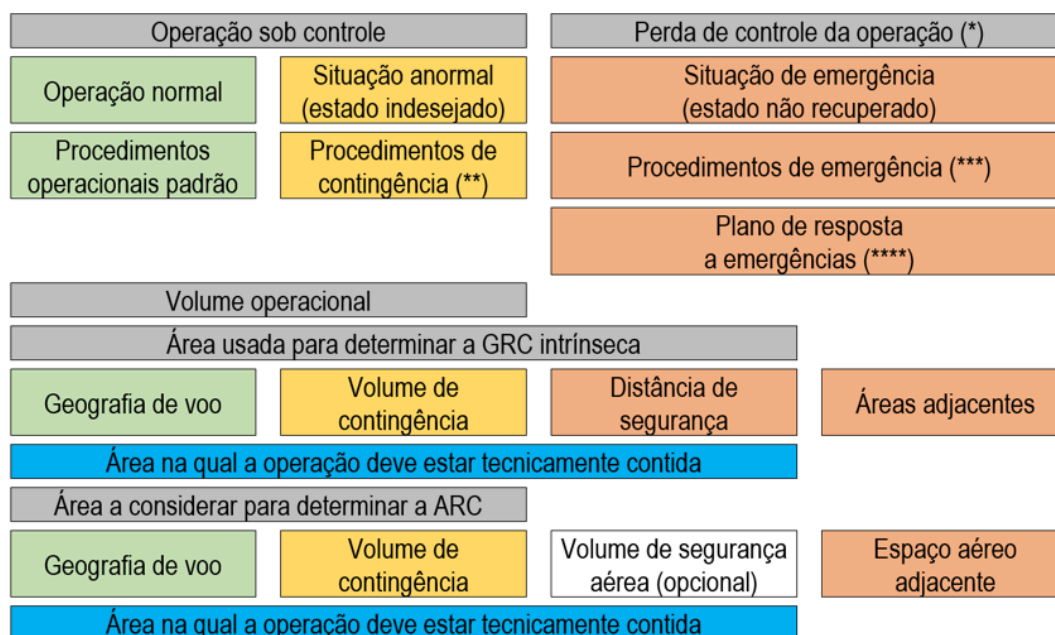 Operação sob controle
Perda de controle da operação (*)
Operação normal
Situação anormal
(estado indesejado)
Situação de emergência
(estado não recuperado)
Procedimentos
operacionais padrão
Procedimentos de
contingência (**)
Procedimentos de emergência (***)
Plano de resposta
a emergências (****)
Volume operacional
Área usada para determinar a GRC intrínseca
Geografia de voo
Volume de
contingência
Distância de
segurança
Áreas adjacentes
Área na qual a operação deve estar tecnicamente contida
Área a considerar para determinar a ARC
Geografia de voo
Volume de
contingência
Volume de segurança
aérea (opcional)
Espaço aéreo
adjacente
Área na qual a operação deve estar tecnicamente contida